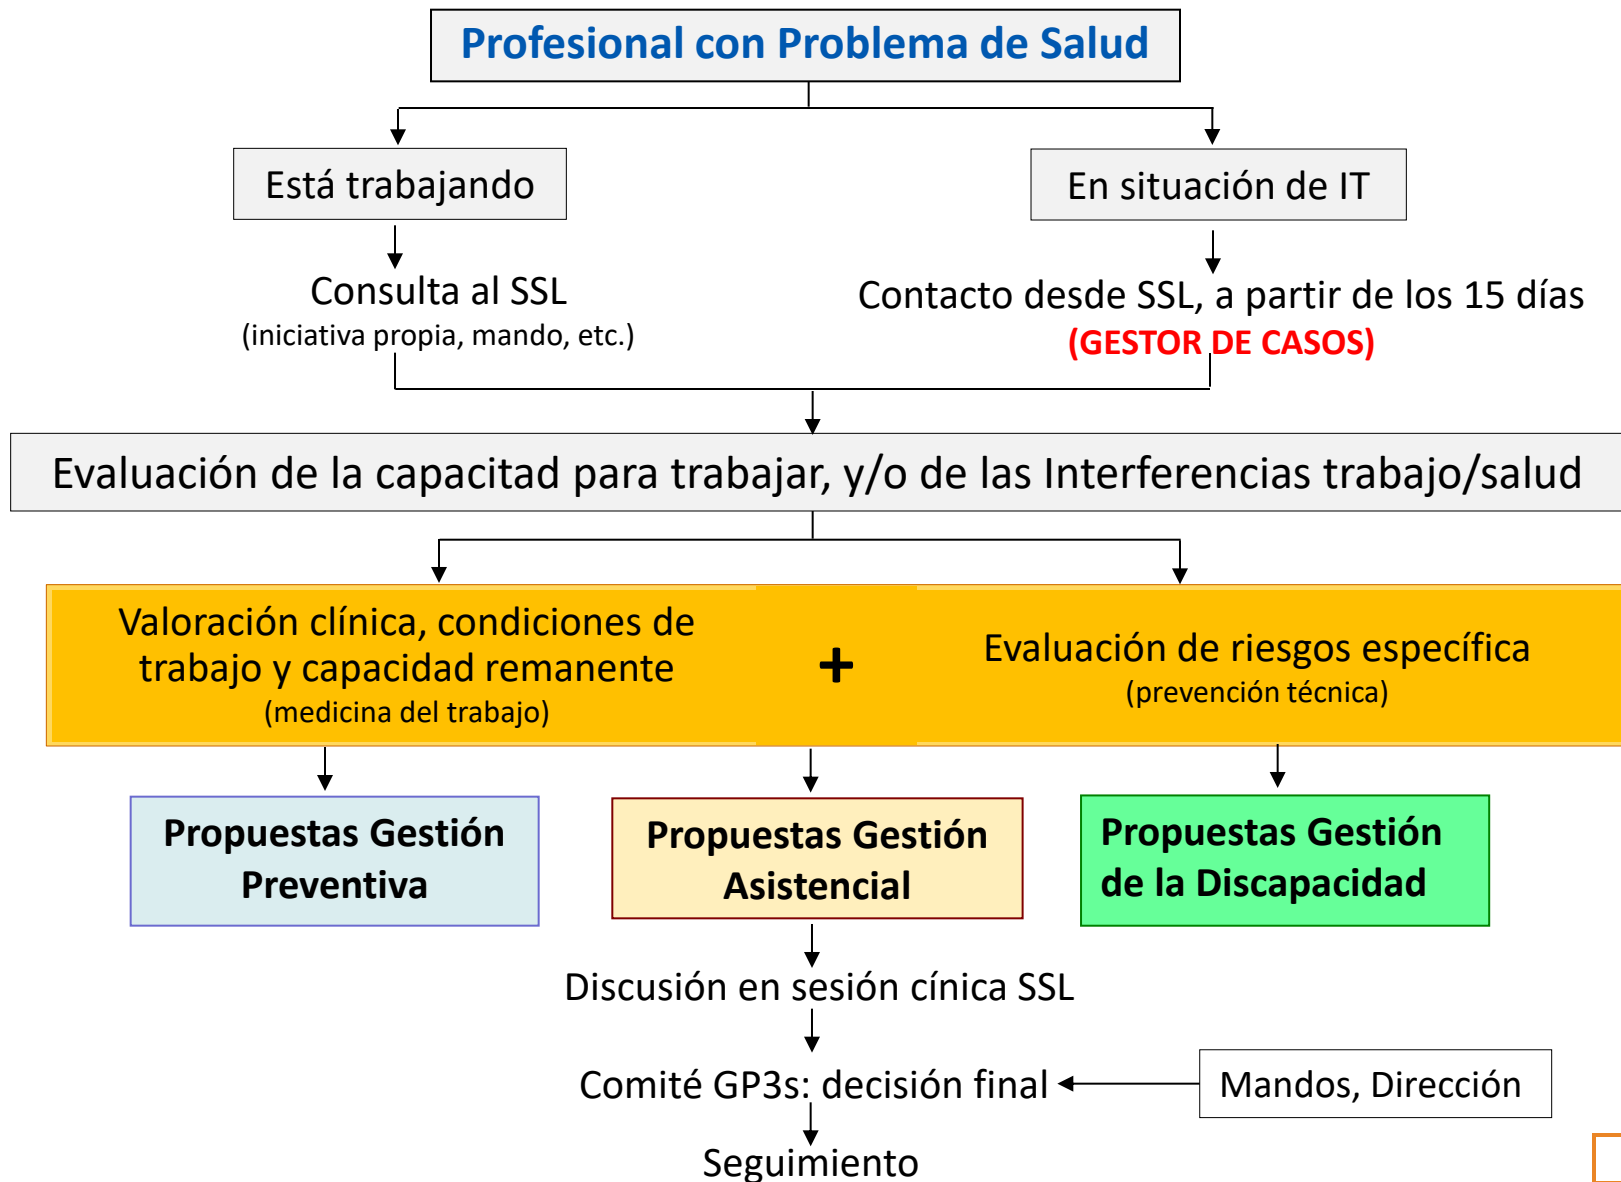 Profesional con Problema de Salud
Está trabajando
En situación de IT
Consulta al SSL
(iniciativa propia, mando, etc.)
Contacto desde SSL, a partir de los 15 días
(GESTOR DE CASOS)
Evaluación de la capacitad para trabajar, y/o de las Interferencias trabajo/salud
Valoración clínica, condiciones de
trabajo y capacidad remanente
(medicina del trabajo)
+
Evaluación de riesgos específica
(prevención técnica)
Propuestas Gestión
Preventiva
Propuestas Gestión
Asistencial
Propuestas Gestión
de la Discapacidad
Discusión en sesión cínica SSL
Comité GP3s: decisión final
Mandos, Dirección
Seguimiento